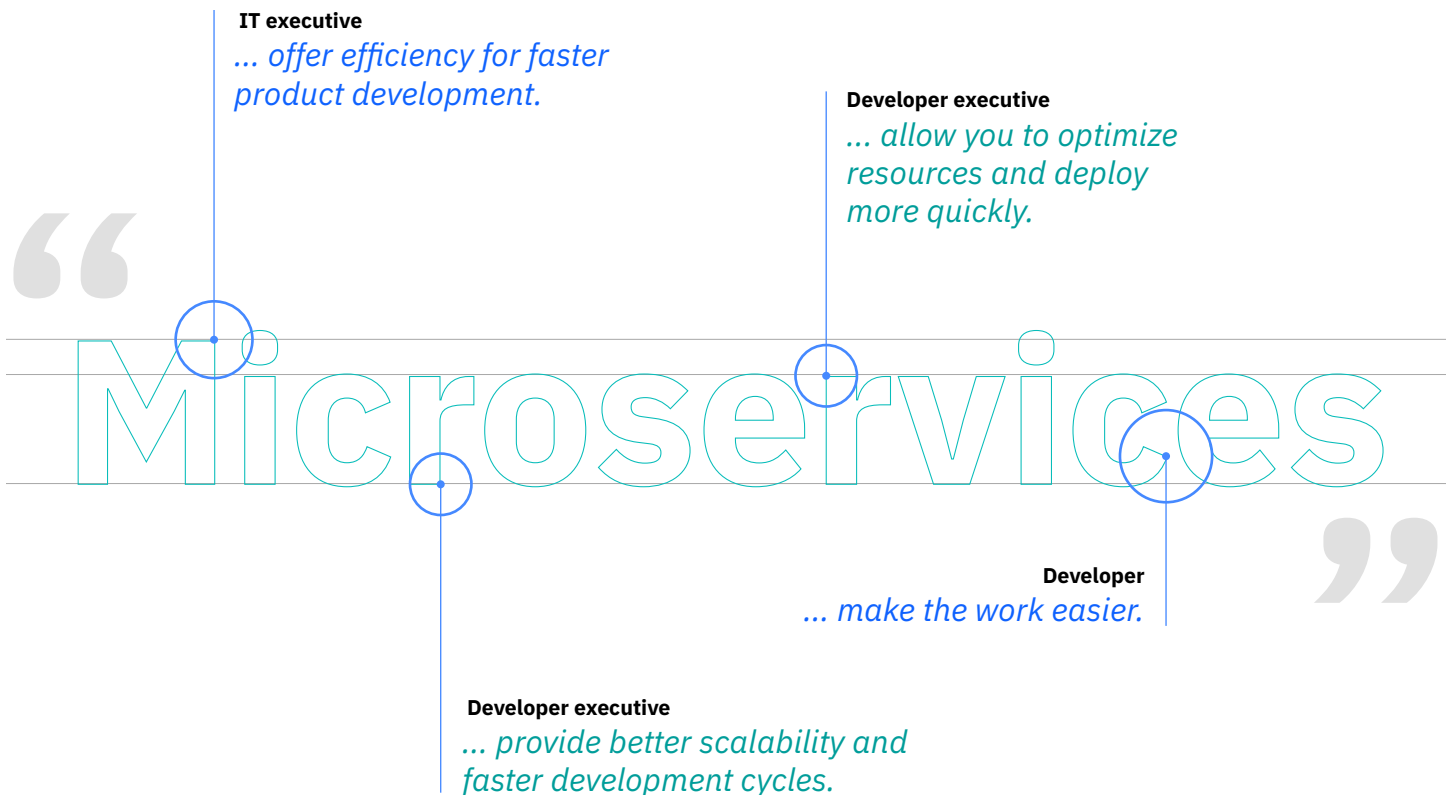 IT executive
... offer efficiency for faster
product development.
Developer executive
... allow you to optimize
resources and deploy
more quickly.
“
Microservices
”
Developer
... make the work easier.
Developer executive
... provide better scalability and
faster development cycles.